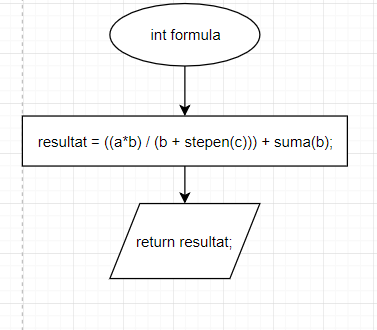 int formula
resultat = ((a*b) / (b + stepen(c))) + suma(b);
return resultat;